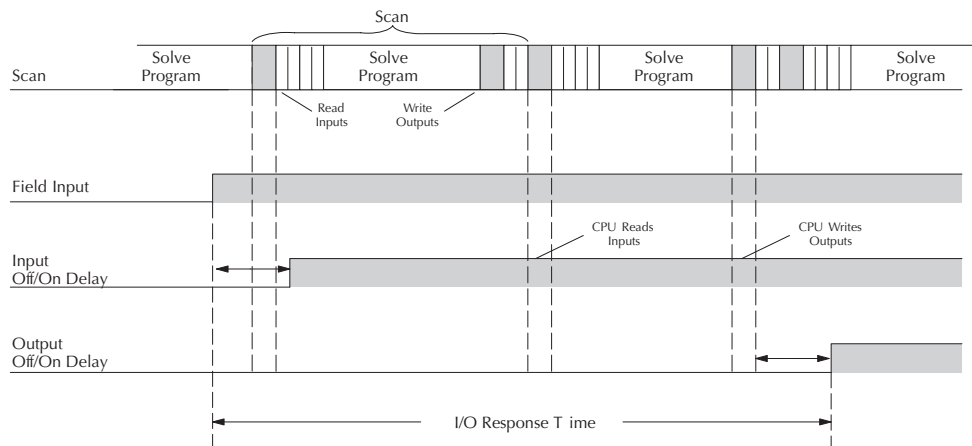 Scan
Solve
Program
Solve
Program
Solve
Program
Solve
Program
Scan
Read
Inputs
Write
Outputs
Field Input
CPU Reads
Inputs
CPU Writes
Outputs
Input
Off/On Delay
Output
Off/On Delay
I/O Response T ime